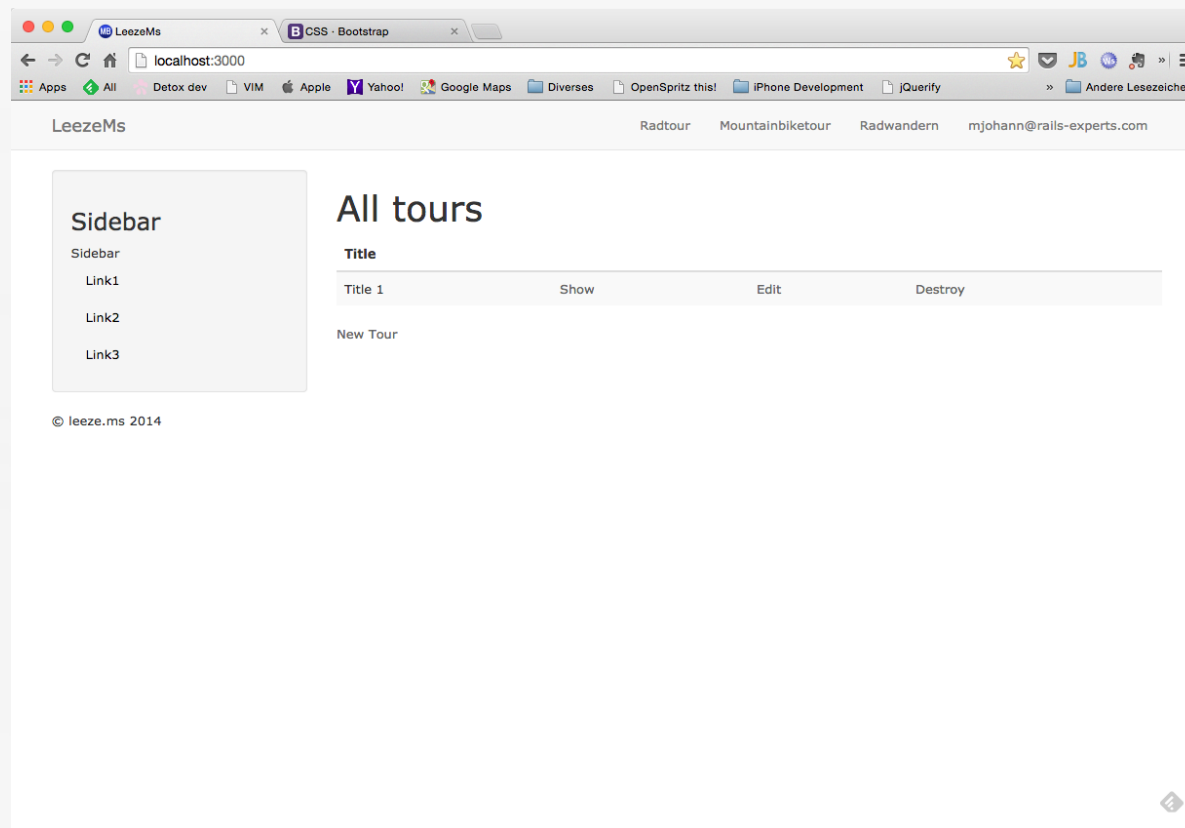 LeezeMs
CSS · Bootstrap
localhost:3000
JB
Apps All Detox dev VIM Apple Yahoo! Google Maps Diverses OpenSpritz this! iPhone Development jQuerify » Andere Lesezeiche
LeezeMs Radtour Mountainbiketour Radwandern mjohann@rails-experts.com
Sidebar
Sidebar
Link1
Link2
Link3
All tours
Title
Title 1 Show Edit Destroy
New Tour
© leeze.ms 2014